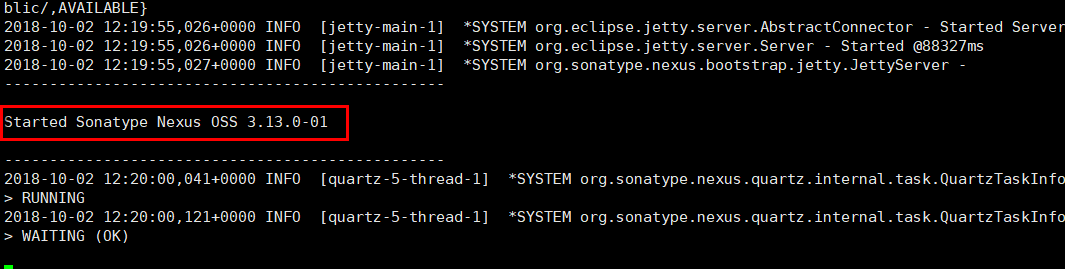 blic/,AVAILABLE}
2018-10-02 12:19:55,026+0000 INFO  [jetty-main-1]  *SYSTEM org.eclipse.jetty.server.AbstractConnector - Started Server
2018-10-02 12:19:55,026+0000 INFO  [jetty-main-1]  *SYSTEM org.eclipse.jetty.server.Server - Started @88327ms
2018-10-02 12:19:55,027+0000 INFO  [jetty-main-1]  *SYSTEM org.sonatype.nexus.bootstrap.jetty.JettyServer -
-------------------------------------------------
Started Sonatype Nexus OSS 3.13.0-01
-------------------------------------------------
2018-10-02 12:20:00,041+0000 INFO  [quartz-5-thread-1]  *SYSTEM org.sonatype.nexus.quartz.internal.task.QuartzTaskInfo
> RUNNING
2018-10-02 12:20:00,121+0000 INFO  [quartz-5-thread-1]  *SYSTEM org.sonatype.nexus.quartz.internal.task.QuartzTaskInfo
> WAITING (OK)